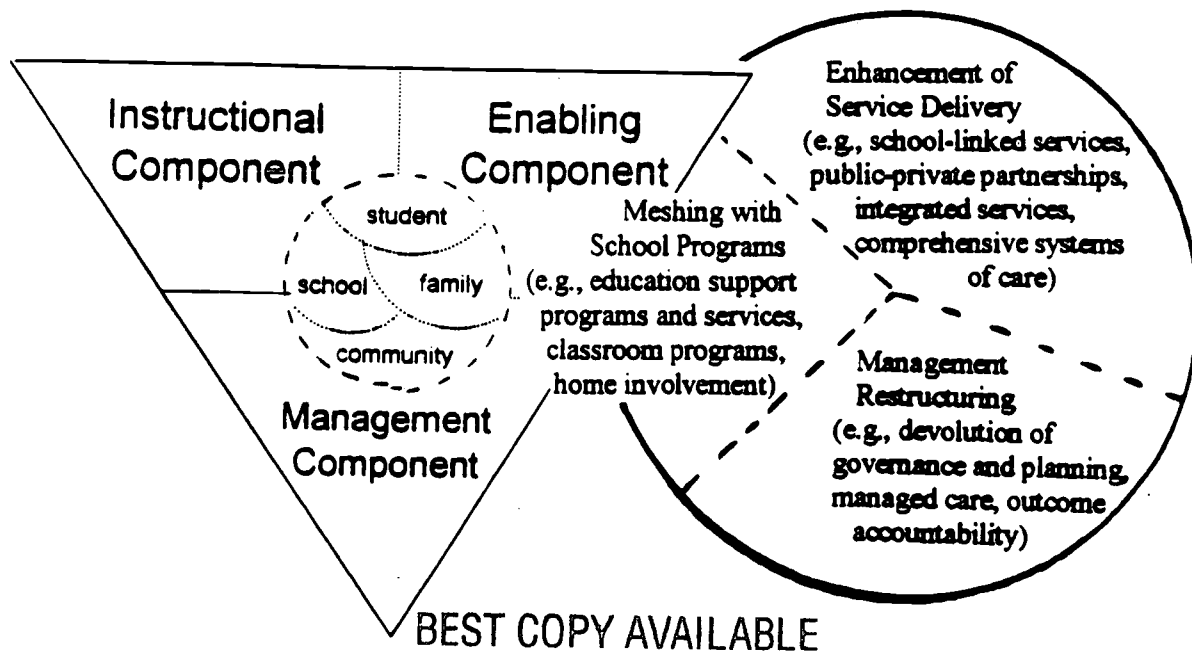 Instructional
Component
Enabling
Component
student
school
family
community
Management
Component
Meshing with
School Programs
(e.g., education support
programs and services,
classroom programs,
home involvement)
Enhancement of
Service Delivery
(e.g., school-linked services,
public-private partnerships,
integrated services,
comprehensive systems
of care)
Management
Restructuring
(e.g., devolution of
governance and planning,
managed care, outcome
accountability)
BEST COPY AVAILABLE